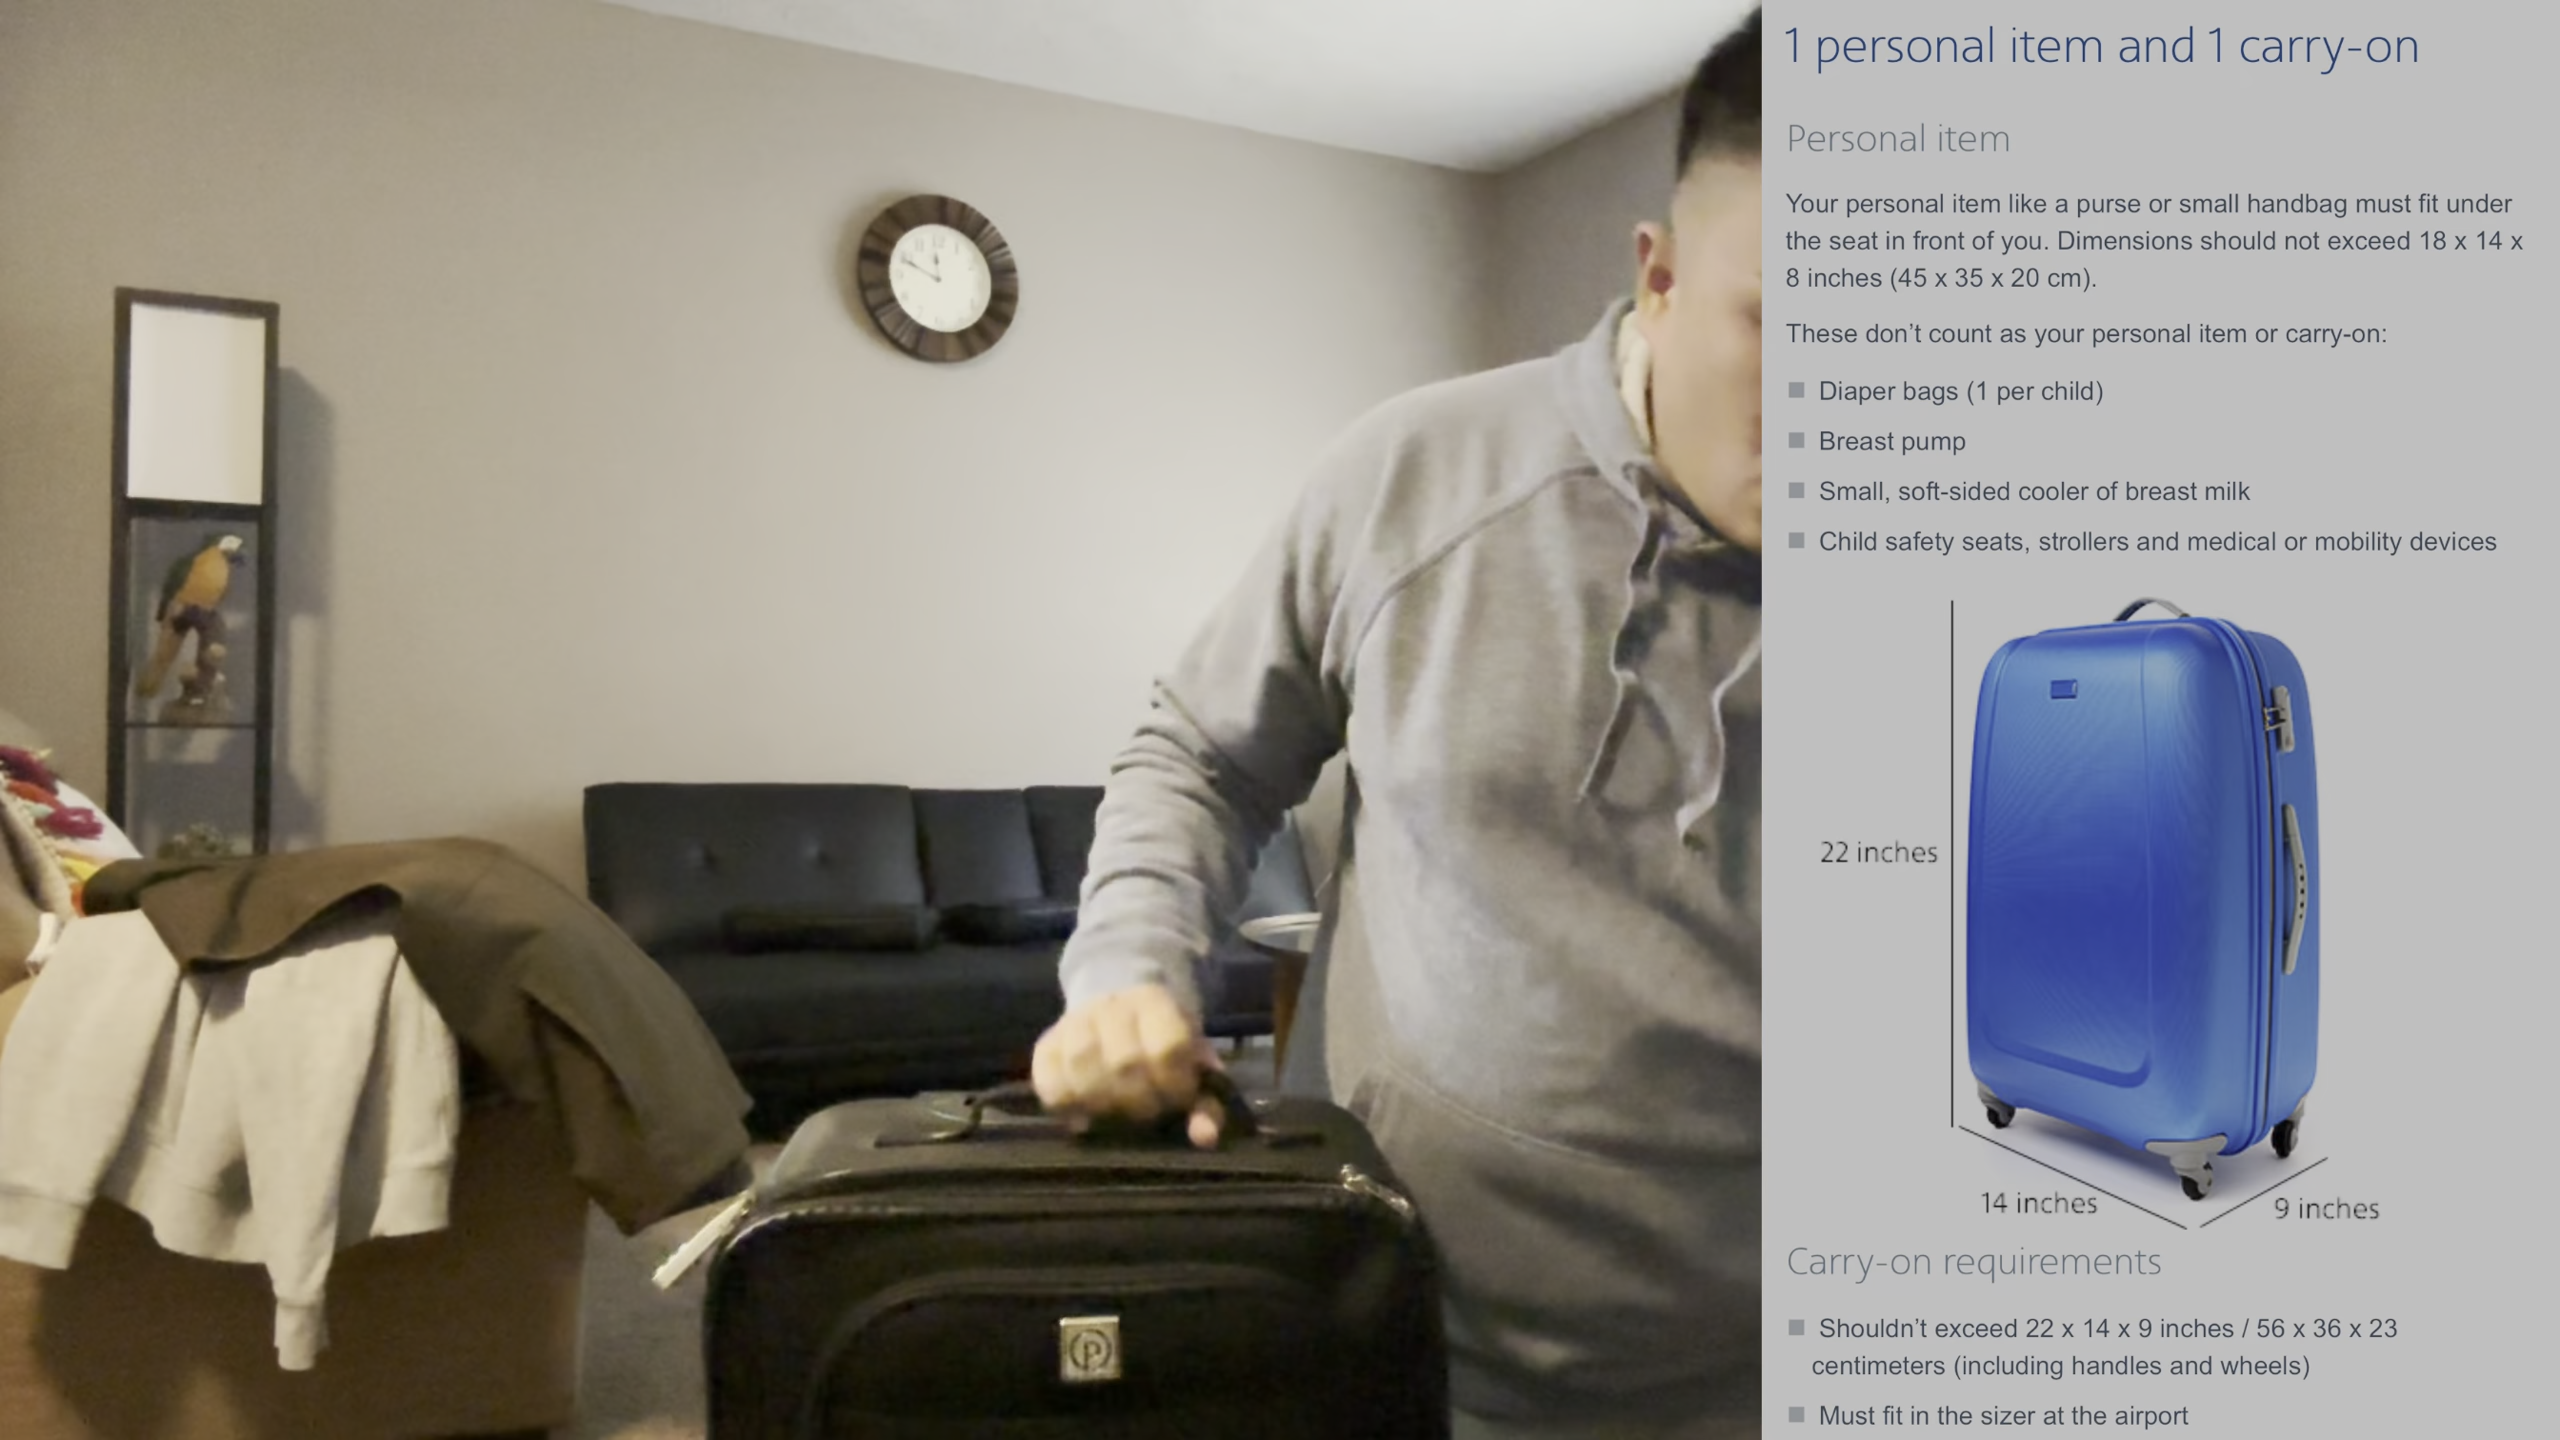 1 personal item and 1 carry-on
Personal item
Your personal item like a purse or small handbag must fit under
the seat in front of you. Dimensions should not exceed 18 x 14 x
8 inches (45 x 35 x 20 cm).
These don’t count as your personal item or carry-on:
Diaper bags (1 per child)
Breast pump
Small, soft-sided cooler of breast milk
Child safety seats, strollers and medical or mobility devices
22 inches
14 inches
9 inches
Carry-on requirements
Shouldn’t exceed 22 x 14 x 9 inches / 56 x 36 x 23
centimeters (including handles and wheels)
Must fit in the sizer at the airport
12
P